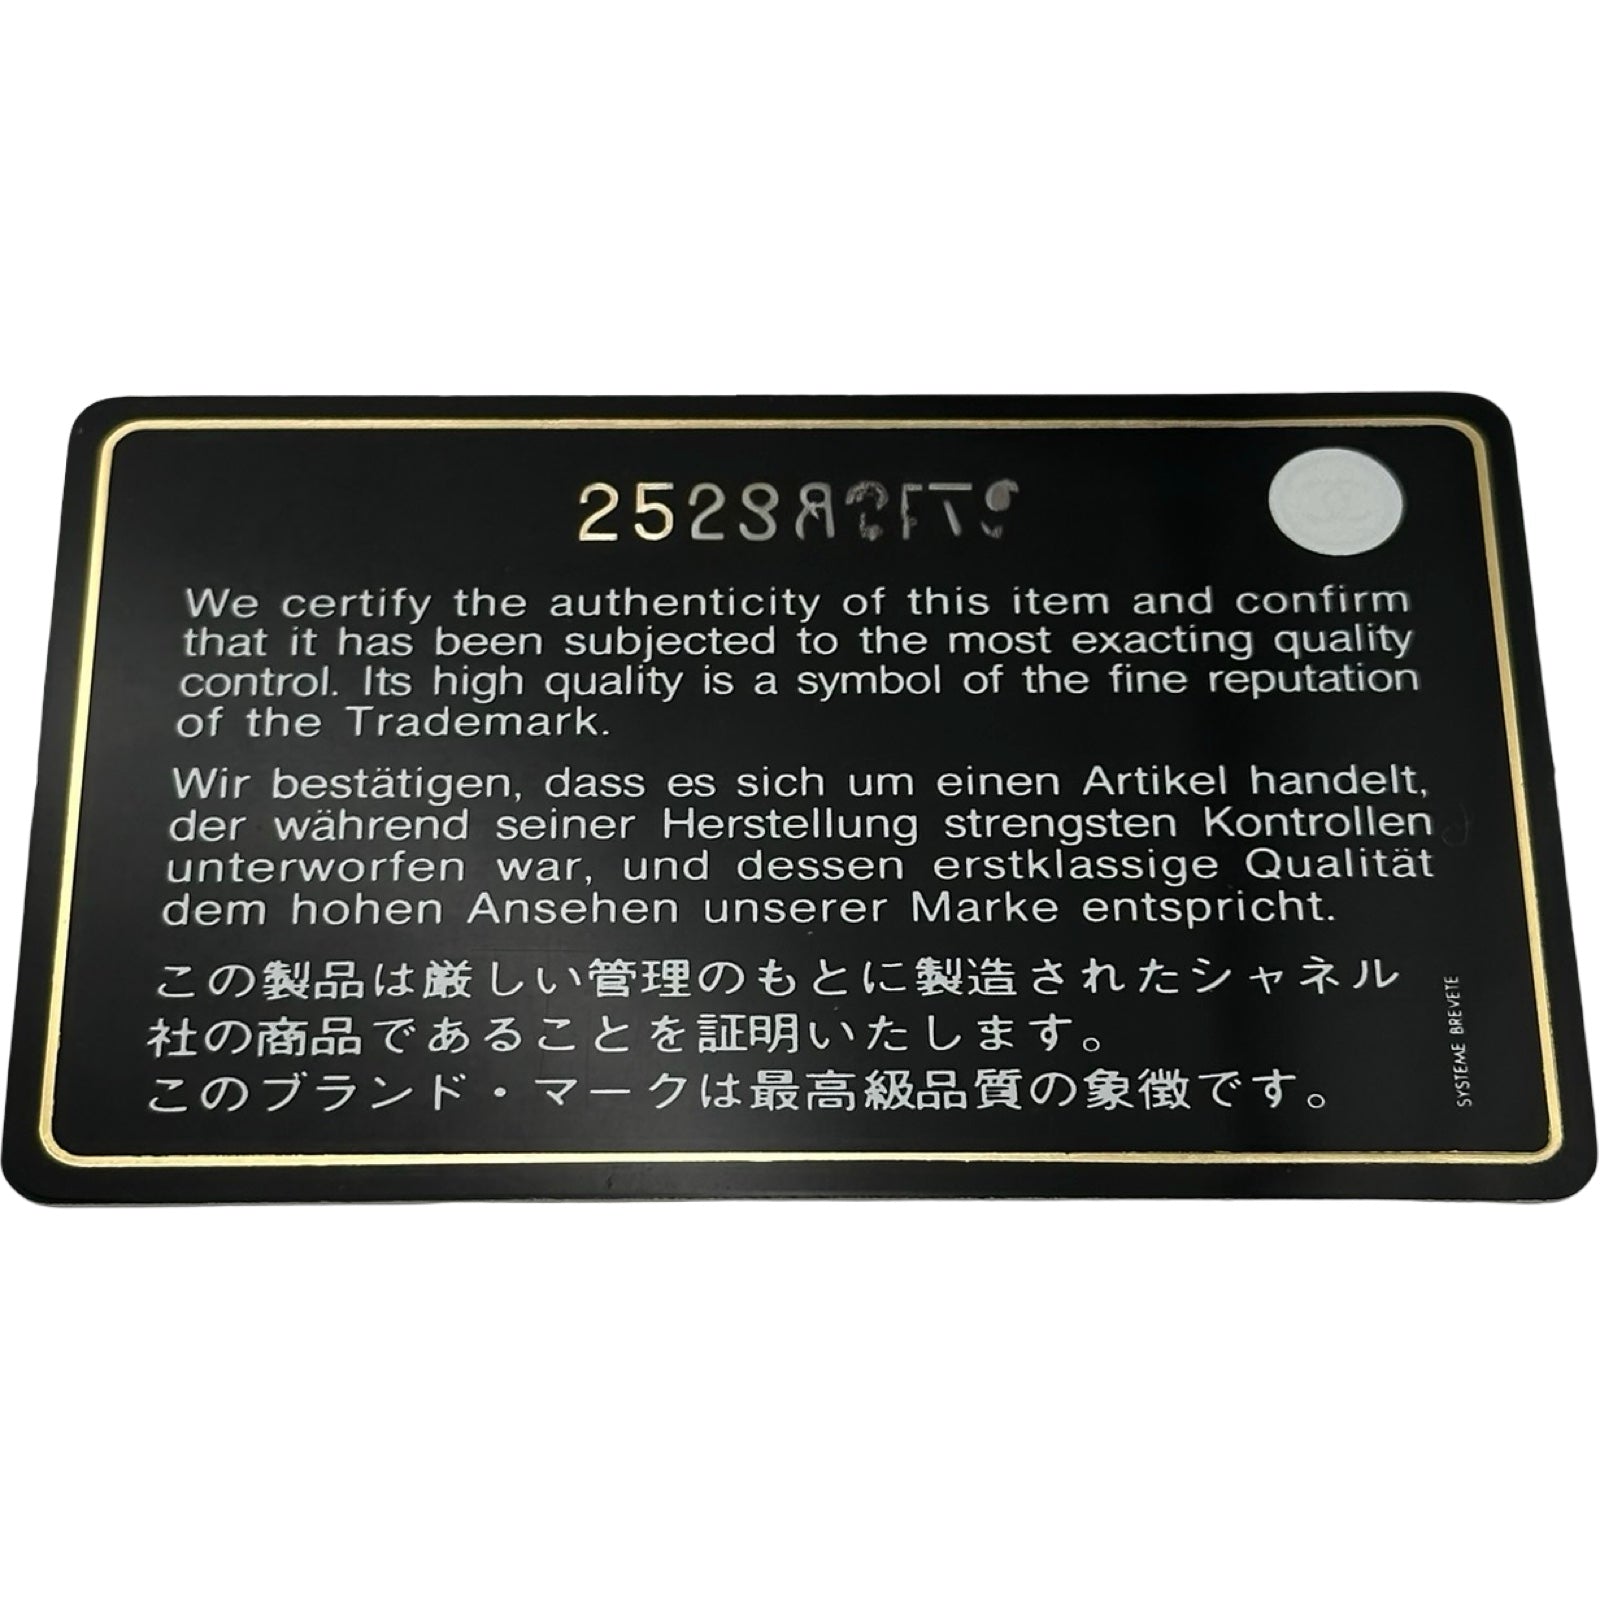 We certify the authenticity of this item and confirm
that it has been subjected to the most exacting quality
control. Its high quality is a symbol of the fine reputation
of the Trademark.
Wir bestätigen, dass es sich um einen Artikel handelt,
der während seiner Herstellung strengsten Kontrollen
unterworfen war, und dessen erstklassige Qualität
dem hohen Ansehen unserer Marke entspricht.
この製品は厳しい管理のもとに製造されたシャネル
社の商品であることを証明いたします。
このブランド・マークは最高級品質の象徴です。
SYSTEME BREVETE